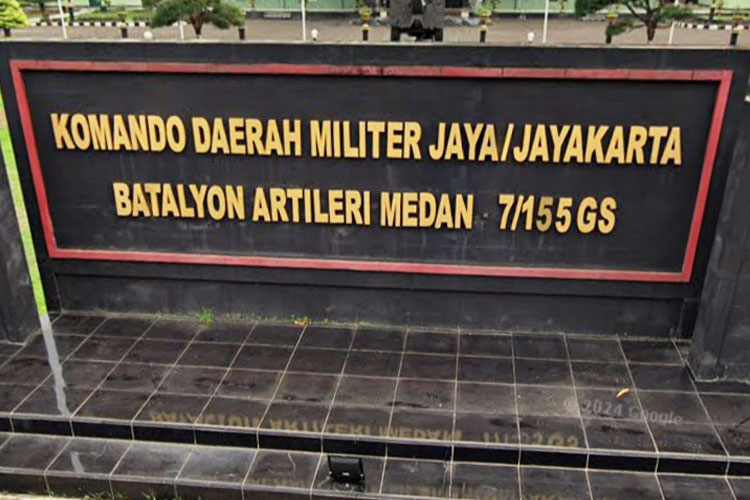 KOMANDO DAERAH MILITER JAYA/JAYAKARTA
BATALYON ARTILERI MEDAN 7/155 GS
© 2024 Google